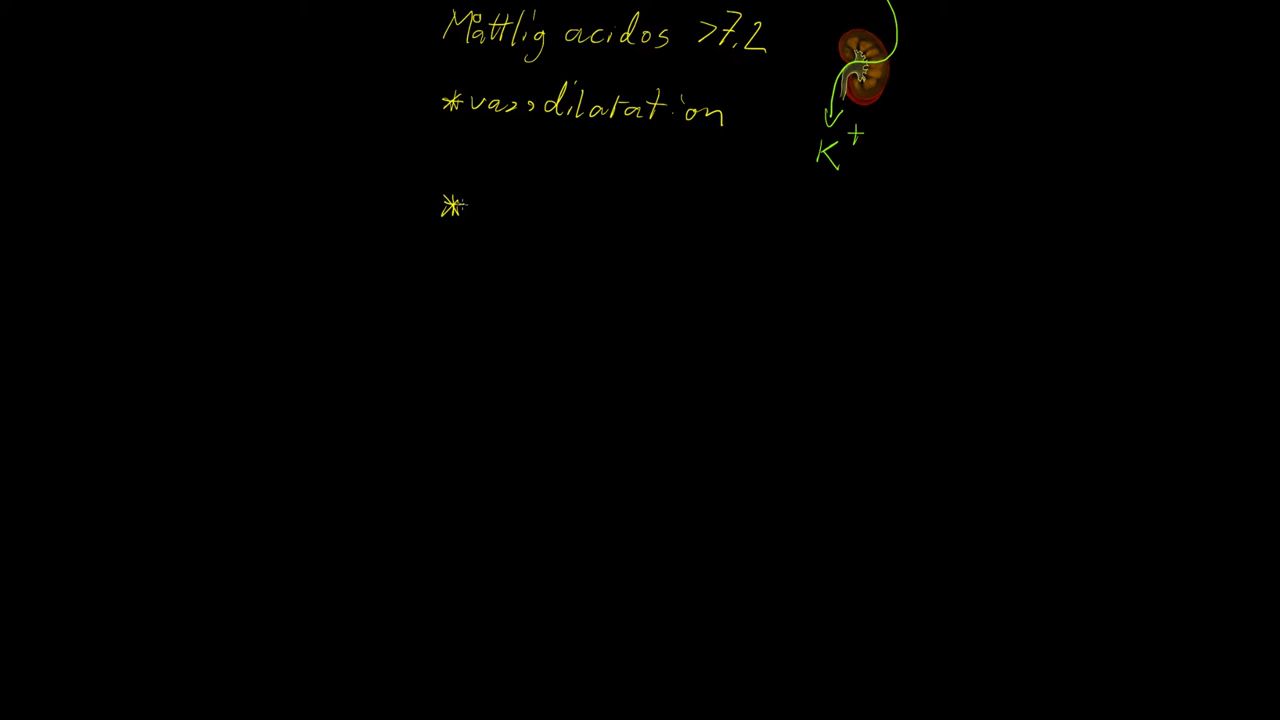 Måttlig acidos >7,2
*vasodilatation
K+
*